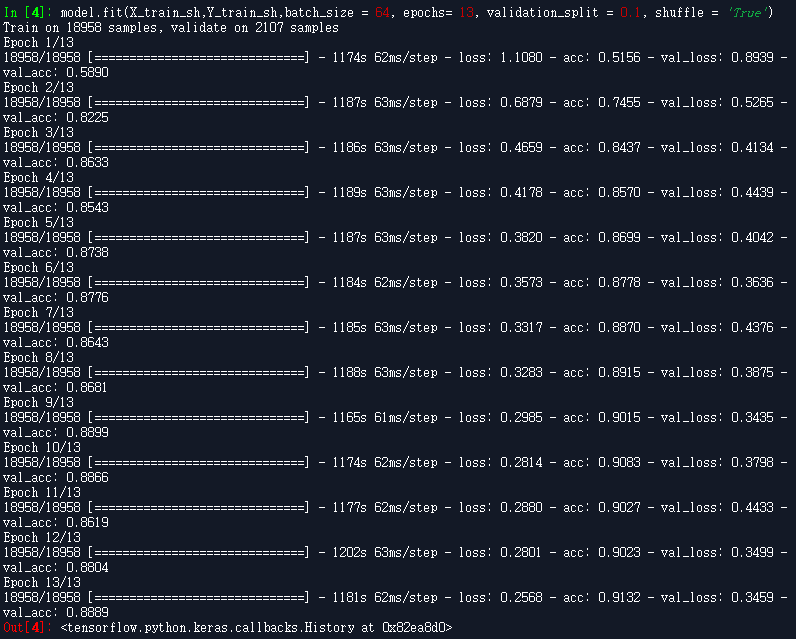 In [4]: model.fit(X_train_sh,Y_train_sh,batch_size = 64, epochs= 13, validation_split = 0.1, shuffle = 'True')
Train on 18958 samples, validate on 2107 samples
Epoch 1/13
18958/18958 [==============================] - 1174s 62ms/step - loss: 1.1080 - acc: 0.5156 - val_loss: 0.8939 -
val_acc: 0.5890
Epoch 2/13
18958/18958 [==============================] - 1187s 63ms/step - loss: 0.6879 - acc: 0.7455 - val_loss: 0.5265 -
val_acc: 0.8225
Epoch 3/13
18958/18958 [==============================] - 1186s 63ms/step - loss: 0.4659 - acc: 0.8437 - val_loss: 0.4134 -
val_acc: 0.8633
Epoch 4/13
18958/18958 [==============================] - 1189s 63ms/step - loss: 0.4178 - acc: 0.8570 - val_loss: 0.4439 -
val_acc: 0.8543
Epoch 5/13
18958/18958 [==============================] - 1187s 63ms/step - loss: 0.3820 - acc: 0.8699 - val_loss: 0.4042 -
val_acc: 0.8738
Epoch 6/13
18958/18958 [==============================] - 1184s 62ms/step - loss: 0.3573 - acc: 0.8778 - val_loss: 0.3636 -
val_acc: 0.8776
Epoch 7/13
18958/18958 [==============================] - 1185s 63ms/step - loss: 0.3317 - acc: 0.8870 - val_loss: 0.4376 -
val_acc: 0.8643
Epoch 8/13
18958/18958 [==============================] - 1188s 63ms/step - loss: 0.3283 - acc: 0.8915 - val_loss: 0.3875 -
val_acc: 0.8681
Epoch 9/13
18958/18958 [==============================] - 1165s 61ms/step - loss: 0.2985 - acc: 0.9015 - val_loss: 0.3435 -
val_acc: 0.8899
Epoch 10/13
18958/18958 [==============================] - 1174s 62ms/step - loss: 0.2814 - acc: 0.9083 - val_loss: 0.3798 -
val_acc: 0.8866
Epoch 11/13
18958/18958 [==============================] - 1177s 62ms/step - loss: 0.2880 - acc: 0.9027 - val_loss: 0.4433 -
val_acc: 0.8619
Epoch 12/13
18958/18958 [==============================] - 1202s 63ms/step - loss: 0.2801 - acc: 0.9023 - val_loss: 0.3499 -
val_acc: 0.8804
Epoch 13/13
18958/18958 [==============================] - 1181s 62ms/step - loss: 0.2568 - acc: 0.9132 - val_loss: 0.3459 -
val_acc: 0.8889
Out[4]: <tensorflow.python.keras.callbacks.History at 0x82ea8d0>